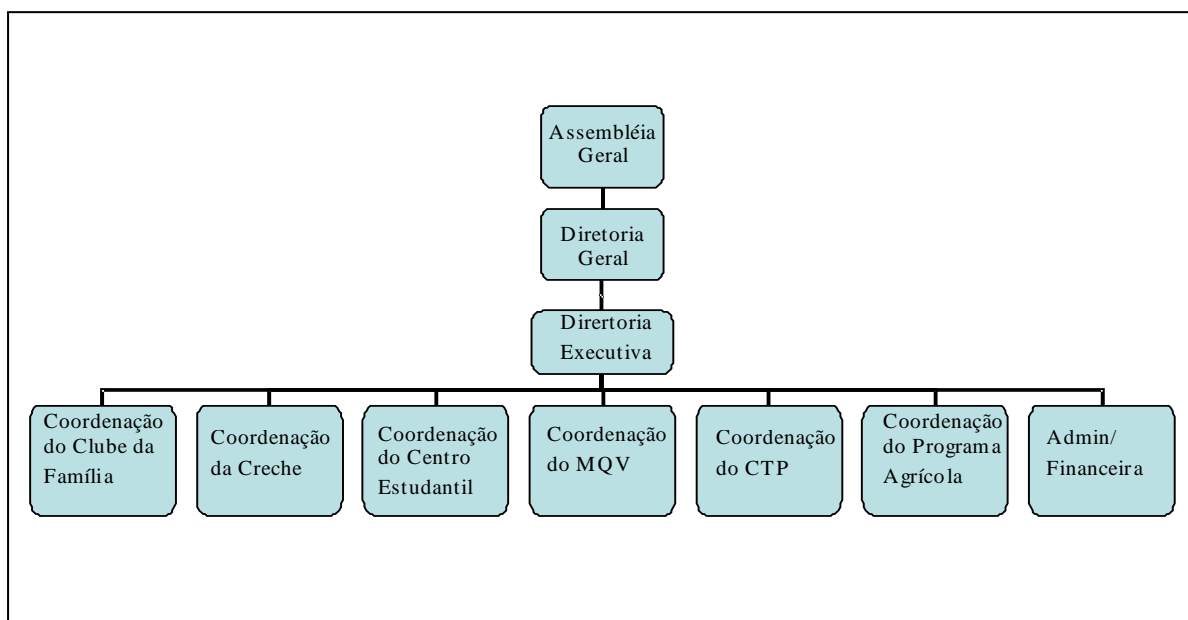 Assembléia
Geral
Diretoria
Geral
Dirertoria
Executiva
Coordenação
do Clube da
Família
Coordenação
da Creche
Coordenação
do Centro
Estudantil
Coordenação
do MQV
Coordenação
do CTP
Coordenação
do Programa
Agrícola
Admin/
Financeira